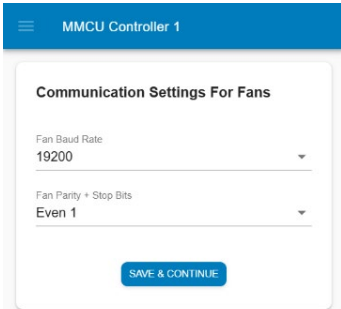 MMCU Controller 1
Communication Settings For Fans
Fan Baud Rate
19200
Fan Parity + Stop Bits
Even 1
SAVE & CONTINUE